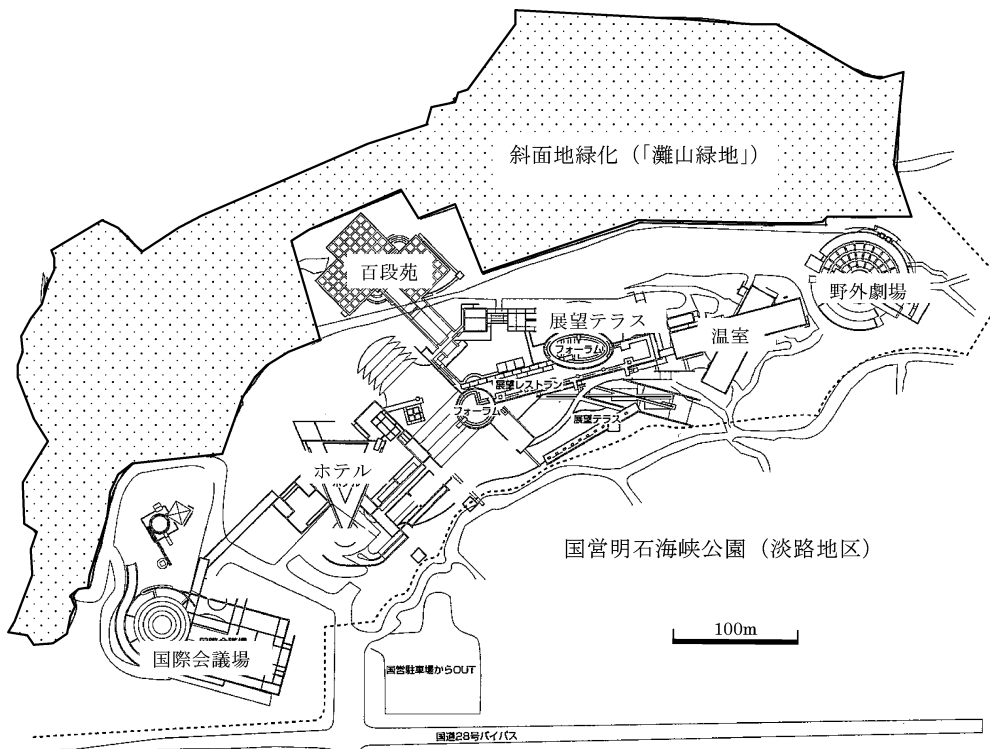 斜面地緑化（「灘山緑地」）
百段苑
野外劇場
展望テラス
フォーラム
温室
展望レストラン
フォーラム
展望テラス
ホテル
国営明石海峡公園（淡路地区）
100m
国際会議場
国営駐車場からOUT
国道28号バイパス